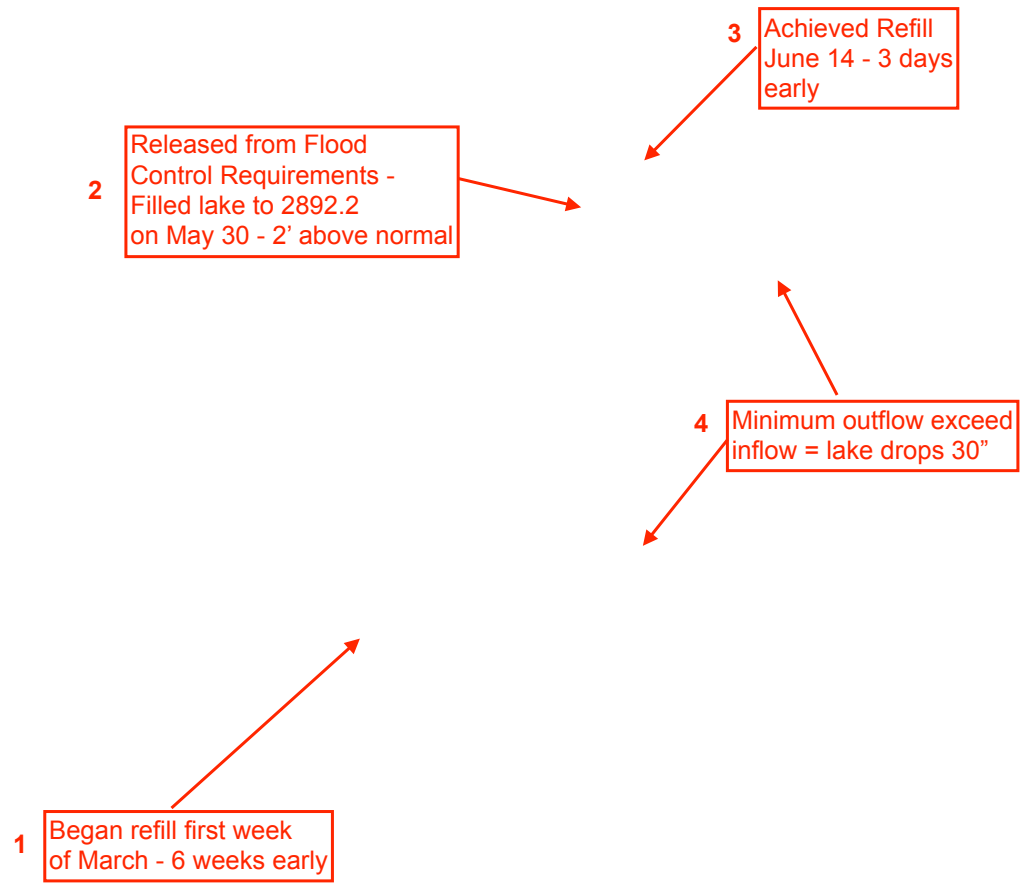 1
Began refill first week
of March - 6 weeks early
2
Released from Flood
Control Requirements -
Filled lake to 2892.2
on May 30 - 2’ above normal
3
Achieved Refill
June 14 - 3 days
early
4
Minimum outflow exceed
inflow = lake drops 30”